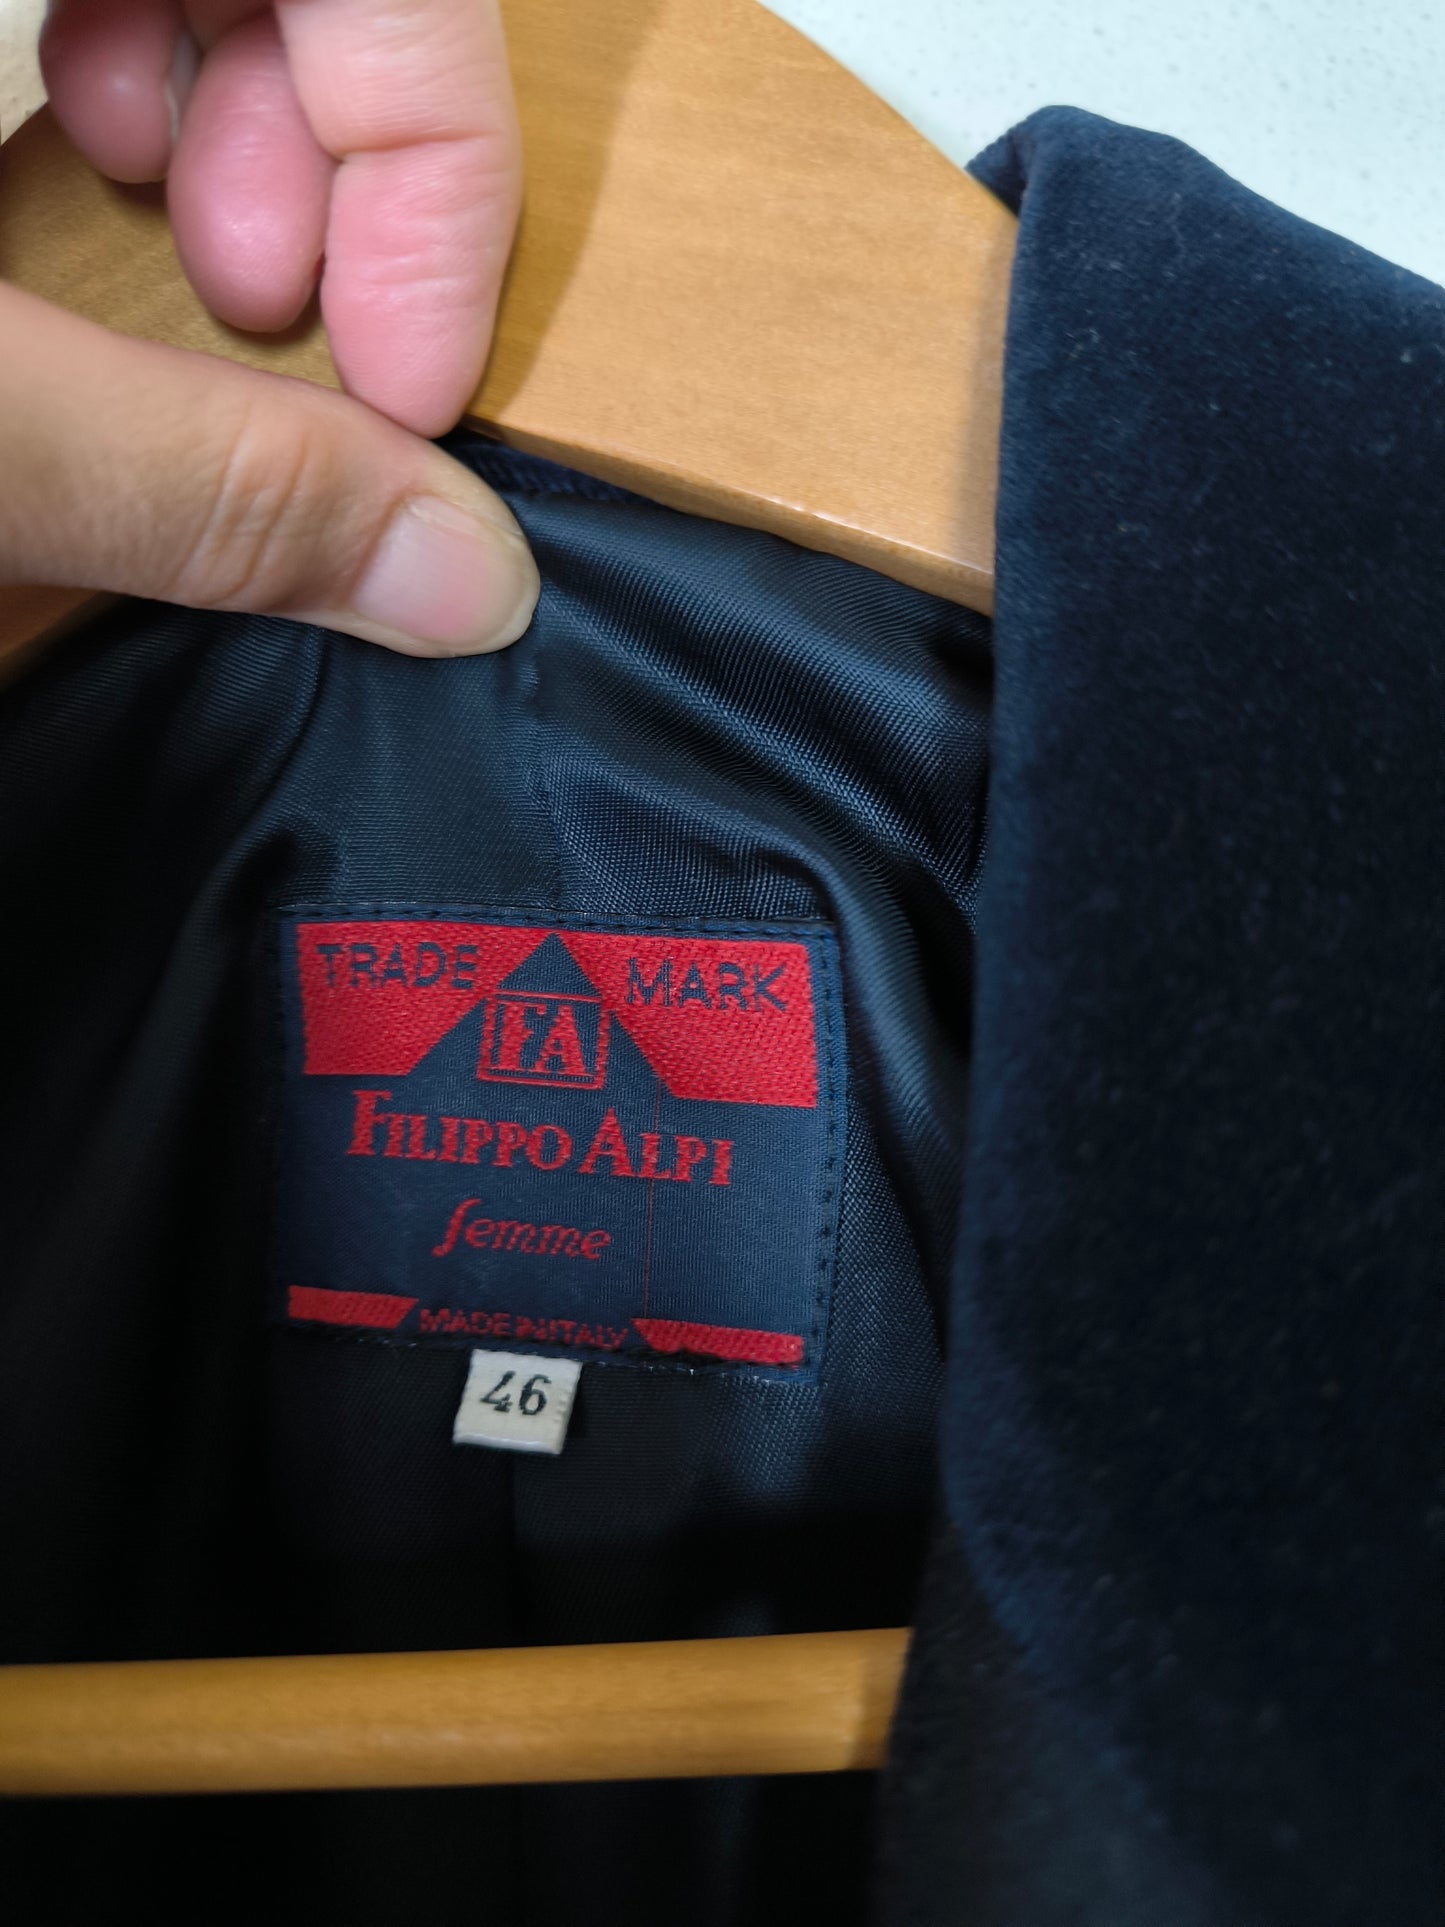 TRADE MARK
FA
FILIPPO ALPI
femme
MADE IN ITALY
46